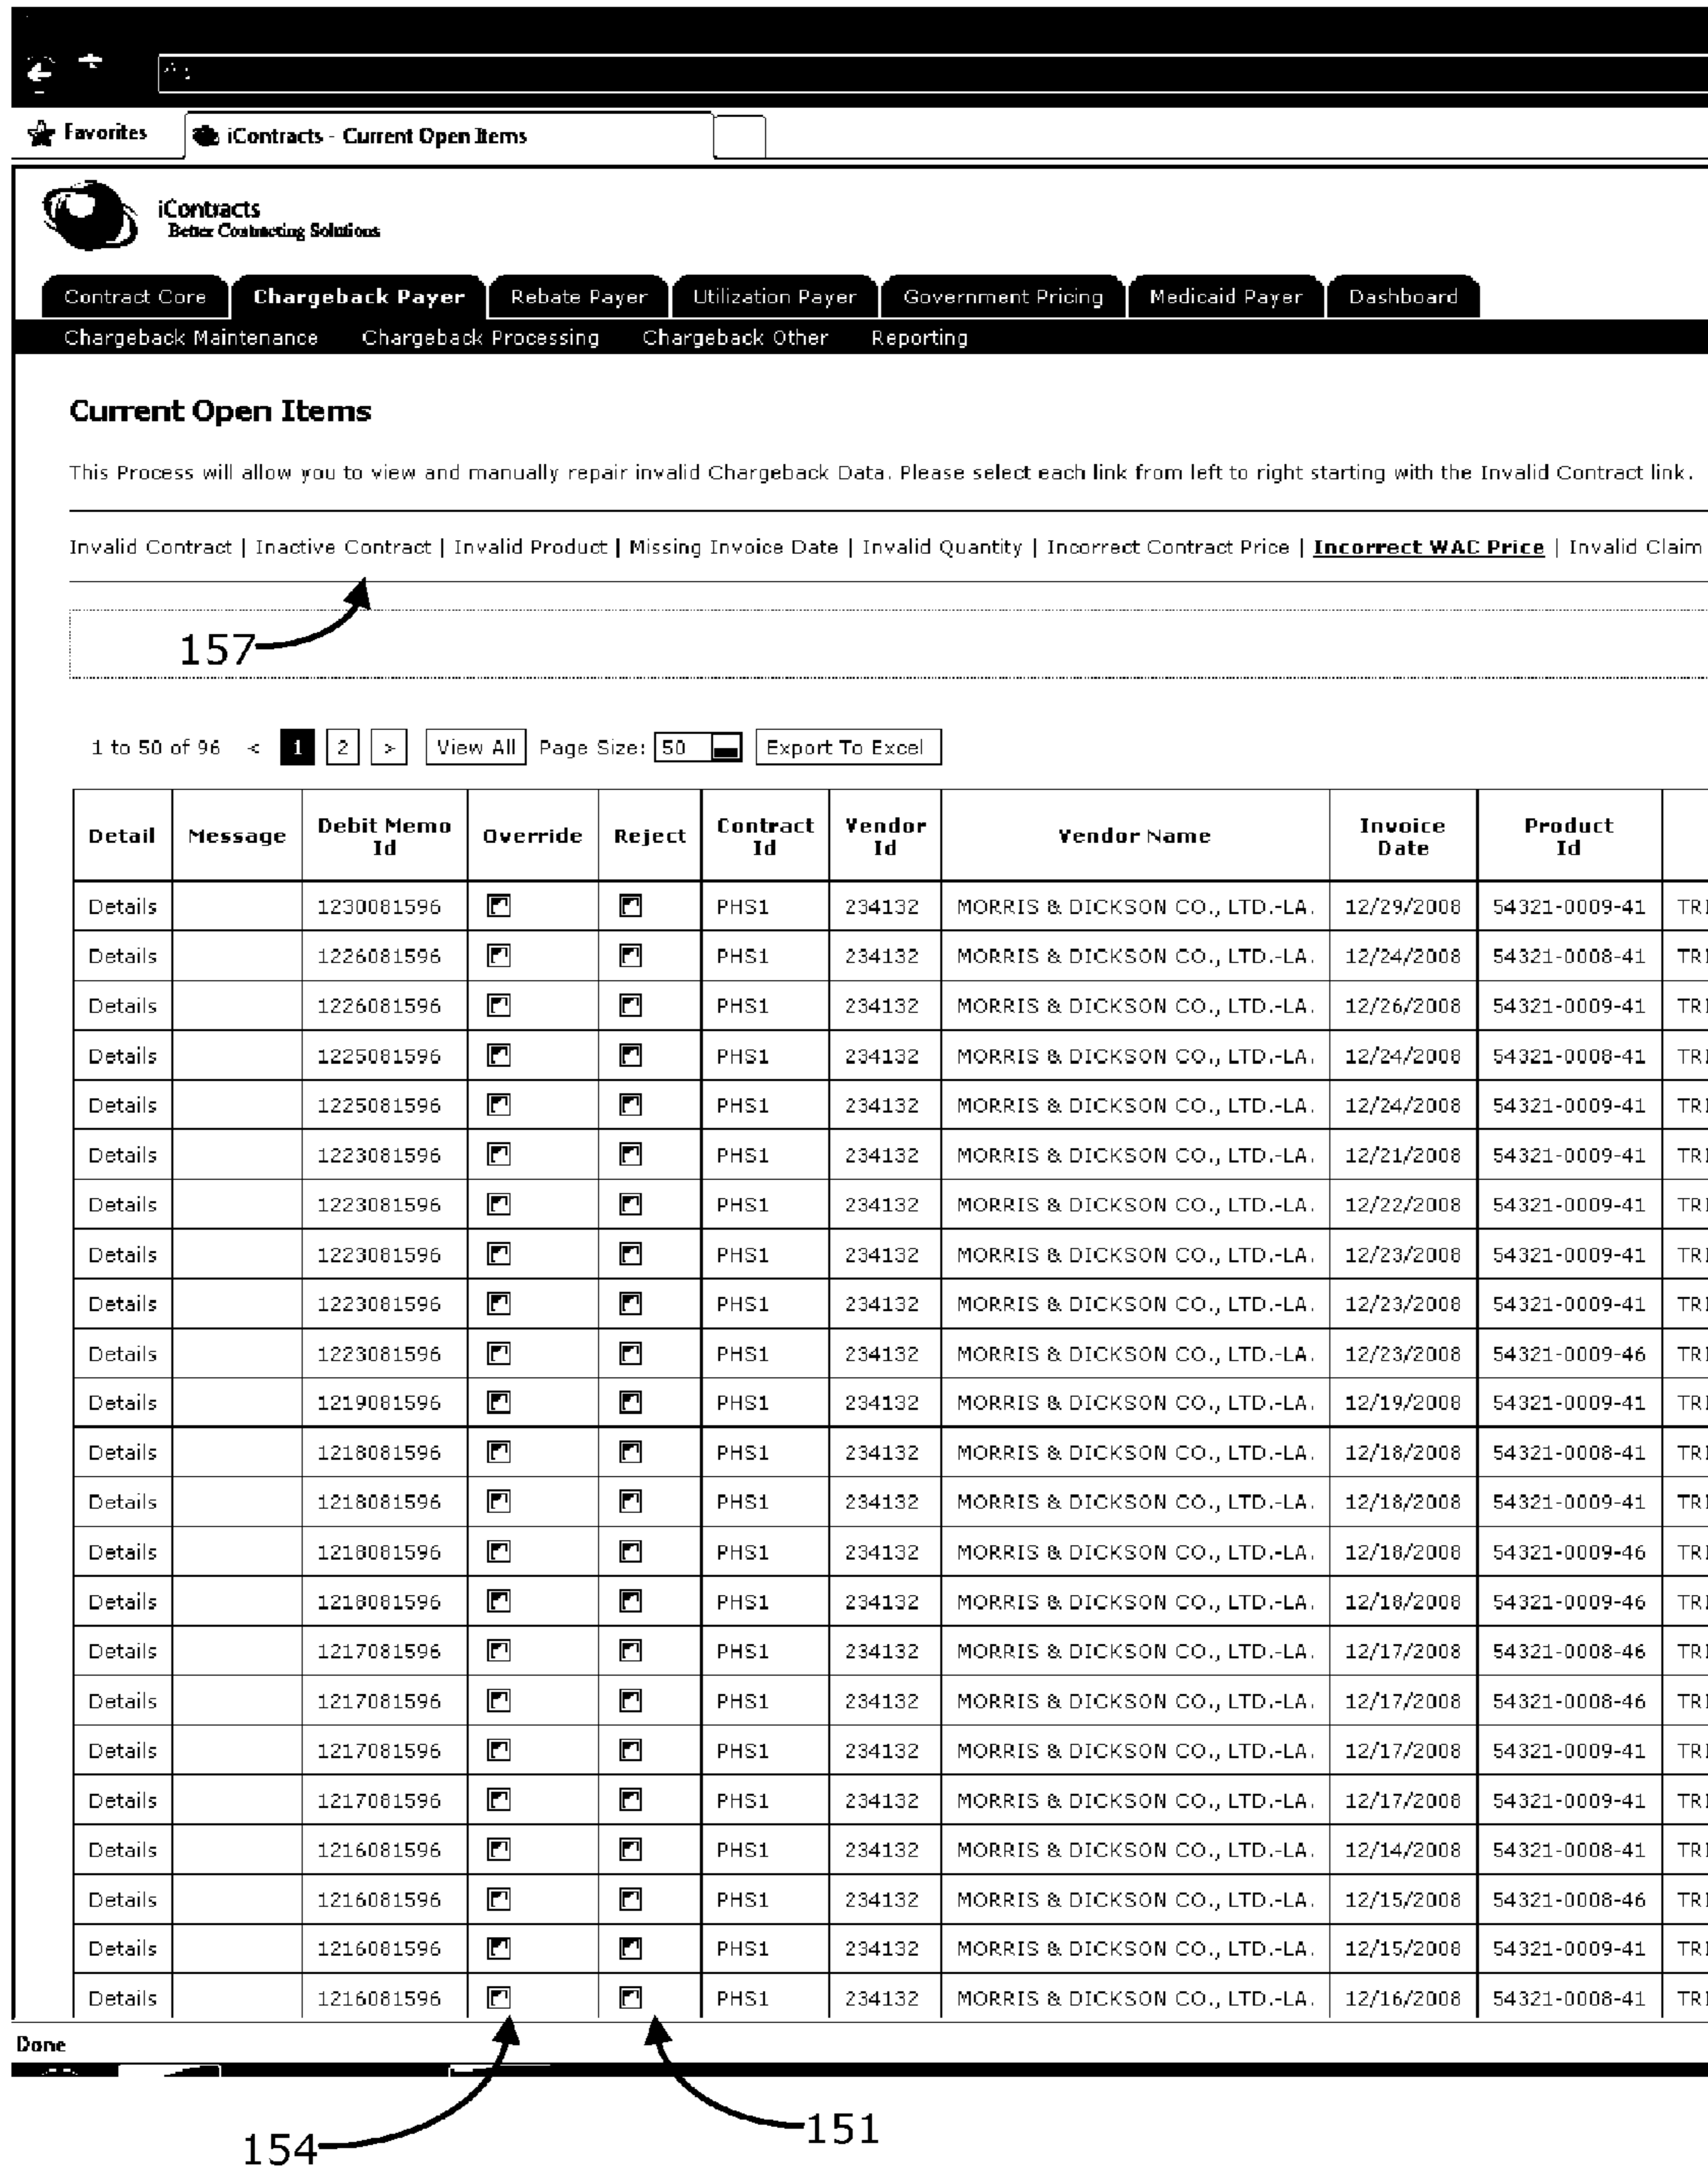 Favorites iContracts - Current Open Items
iContracts
Better Contracting Solutions
Contract Core Chargeback Payer Rebate Payer Utilization Payer Government Pricing Medicaid Payer Dashboard
Chargeback Maintenance Chargeback Processing Chargeback Other Reporting
Current Open Items
This Process will allow you to view and manually repair invalid Chargeback Data. Please select each link from left to right starting with the Invalid Contract link.
Invalid Contract | Inactive Contract | Invalid Product | Missing Invoice Date | Invalid Quantity | Incorrect Contract Price | Incorrect WAC Price | Invalid Claim
157
1 to 50 of 96 < 1 2 > View All Page Size: 50 Export To Excel
Detail Message Debit Memo Id Override Reject Contract Id Vendor Id Vendor Name Invoice Date Product Id
Details 1230081596 PHS1 234132 MORRIS & DICKSON CO., LTD.-LA. 12/29/2008 54321-0009-41 TRI
Details 1226081596 PHS1 234132 MORRIS & DICKSON CO., LTD.-LA. 12/24/2008 54321-0008-41 TRI
Details 1226081596 PHS1 234132 MORRIS & DICKSON CO., LTD.-LA. 12/26/2008 54321-0009-41 TRI
Details 1225081596 PHS1 234132 MORRIS & DICKSON CO., LTD.-LA. 12/24/2008 54321-0008-41 TRI
Details 1225081596 PHS1 234132 MORRIS & DICKSON CO., LTD.-LA. 12/24/2008 54321-0009-41 TRI
Details 1223081596 PHS1 234132 MORRIS & DICKSON CO., LTD.-LA. 12/21/2008 54321-0009-41 TRI
Details 1223081596 PHS1 234132 MORRIS & DICKSON CO., LTD.-LA. 12/22/2008 54321-0009-41 TRI
Details 1223081596 PHS1 234132 MORRIS & DICKSON CO., LTD.-LA. 12/23/2008 54321-0009-41 TRI
Details 1223081596 PHS1 234132 MORRIS & DICKSON CO., LTD.-LA. 12/23/2008 54321-0009-41 TRI
Details 1223081596 PHS1 234132 MORRIS & DICKSON CO., LTD.-LA. 12/23/2008 54321-0009-46 TRI
Details 1219081596 PHS1 234132 MORRIS & DICKSON CO., LTD.-LA. 12/19/2008 54321-0009-41 TRI
Details 1218081596 PHS1 234132 MORRIS & DICKSON CO., LTD.-LA. 12/18/2008 54321-0008-41 TRI
Details 1218081596 PHS1 234132 MORRIS & DICKSON CO., LTD.-LA. 12/18/2008 54321-0009-41 TRI
Details 1218081596 PHS1 234132 MORRIS & DICKSON CO., LTD.-LA. 12/18/2008 54321-0009-46 TRI
Details 1218081596 PHS1 234132 MORRIS & DICKSON CO., LTD.-LA. 12/18/2008 54321-0009-46 TRI
Details 1217081596 PHS1 234132 MORRIS & DICKSON CO., LTD.-LA. 12/17/2008 54321-0008-46 TRI
Details 1217081596 PHS1 234132 MORRIS & DICKSON CO., LTD.-LA. 12/17/2008 54321-0008-46 TRI
Details 1217081596 PHS1 234132 MORRIS & DICKSON CO., LTD.-LA. 12/17/2008 54321-0009-41 TRI
Details 1217081596 PHS1 234132 MORRIS & DICKSON CO., LTD.-LA. 12/17/2008 54321-0009-41 TRI
Details 1216081596 PHS1 234132 MORRIS & DICKSON CO., LTD.-LA. 12/14/2008 54321-0008-41 TRI
Details 1216081596 PHS1 234132 MORRIS & DICKSON CO., LTD.-LA. 12/15/2008 54321-0008-46 TRI
Details 1216081596 PHS1 234132 MORRIS & DICKSON CO., LTD.-LA. 12/15/2008 54321-0009-41 TRI
Details 1216081596 PHS1 234132 MORRIS & DICKSON CO., LTD.-LA. 12/16/2008 54321-0008-41 TRI
Done
154 151